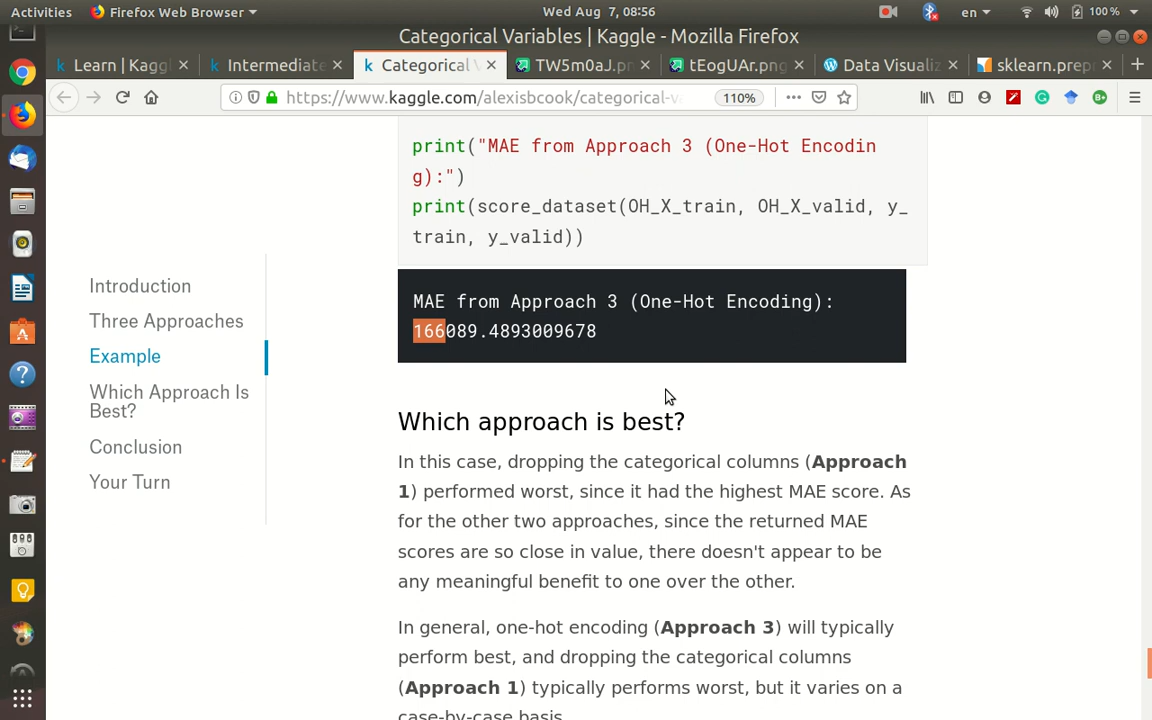 Activities Firefox Web Browser Wed Aug 7, 08:56 en 100 %
Categorical Variables | Kaggle - Mozilla Firefox
Learn | Kaggl Intermediate Categorical V TW5m0aJ.pn tEogUAr.png Data Visualiz sklearn.prep
https://www.kaggle.com/alexisbcook/categorical-va 110%
print("MAE from Approach 3 (One-Hot Encodin
g):")
print(score_dataset(OH_X_train, OH_X_valid, y_
train, y_valid))
MAE from Approach 3 (One-Hot Encoding):
166089.4893009678
Introduction
Three Approaches
Example
Which Approach Is
Best?
Conclusion
Your Turn
Which approach is best?
In this case, dropping the categorical columns (Approach
1) performed worst, since it had the highest MAE score. As
for the other two approaches, since the returned MAE
scores are so close in value, there doesn't appear to be
any meaningful benefit to one over the other.
In general, one-hot encoding (Approach 3) will typically
perform best, and dropping the categorical columns
(Approach 1) typically performs worst, but it varies on a
case-by-case basis.